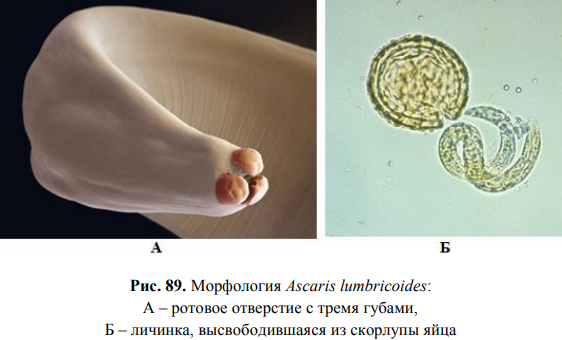 А Б
Рис. 89. Морфология Ascaris lumbricoides:
А – ротовое отверстие с тремя губами,
Б – личинка, высвободившаяся из скорлупы яйца